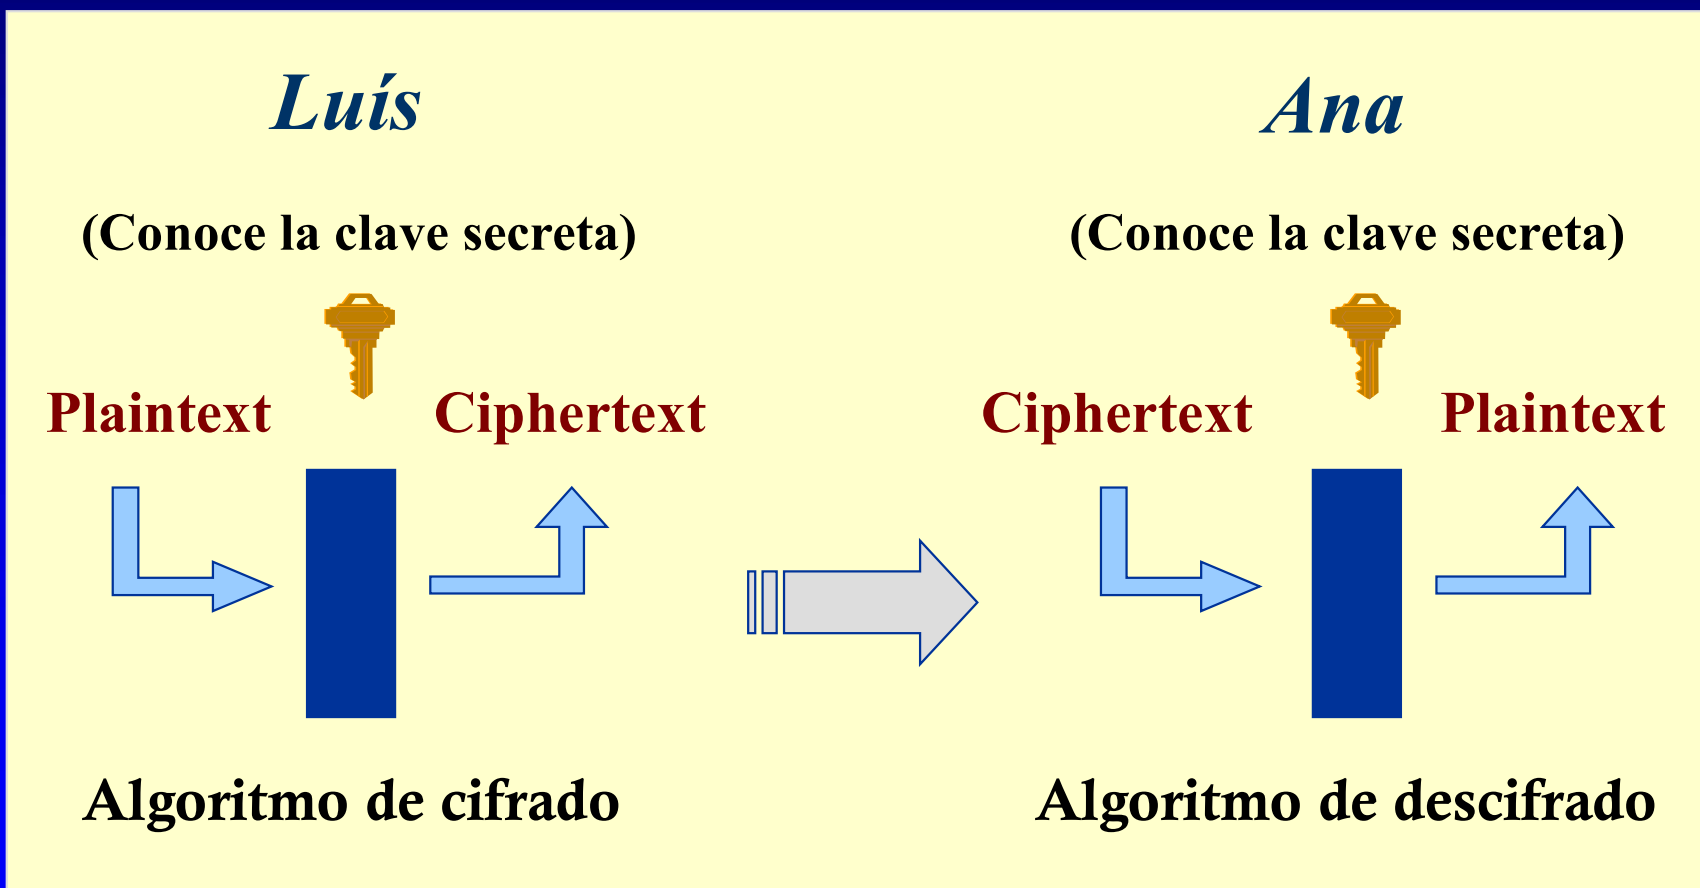 Luís
(Conoce la clave secreta)
Plaintext
Ciphertext
Algoritmo de cifrado
Ana
(Conoce la clave secreta)
Ciphertext
Plaintext
Algoritmo de descifrado